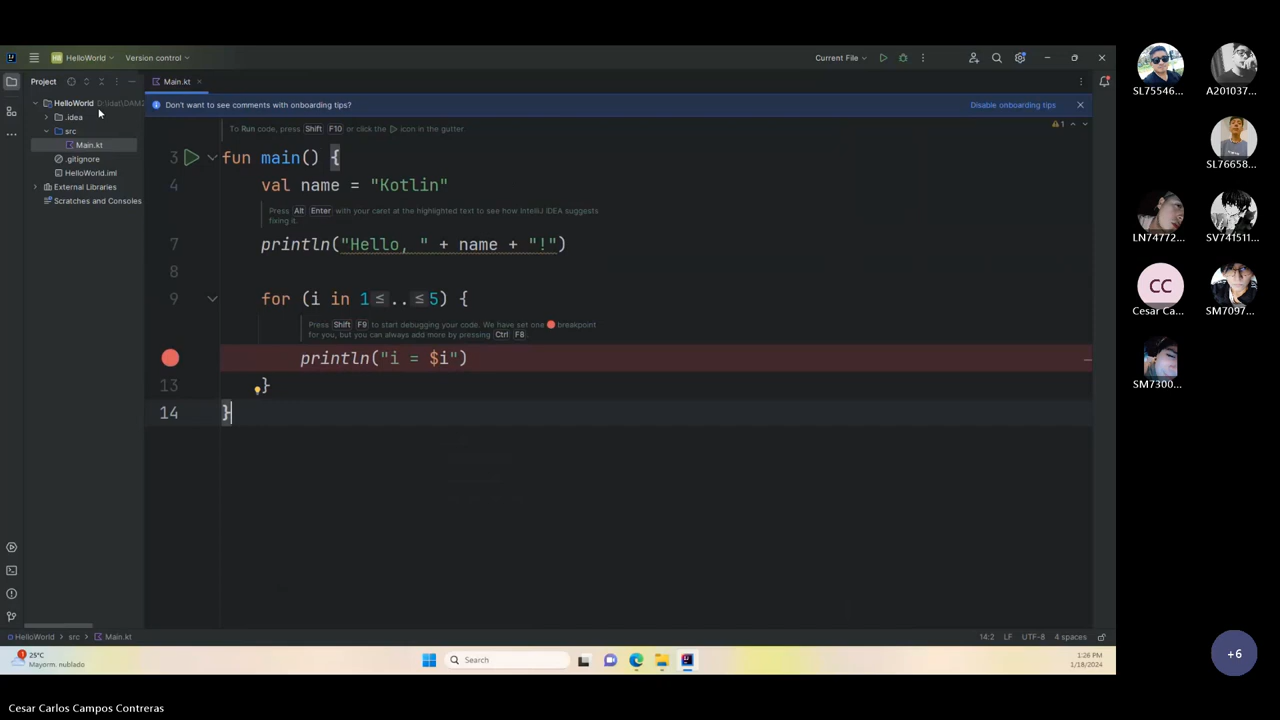 HelloWorld
Version control
Current File
Project
Main.kt
HelloWorld
.idea
src
Main.kt
.gitignore
HelloWorld.iml
External Libraries
Scratches and Consoles
Don't want to see comments with onboarding tips?
Disable onboarding tips
To Run code, press Shift F10 or click the icon in the gutter
1
3 fun main() {
4 val name = "Kotlin"
Press Alt Enter with your caret at the highlighted text to see how IntelliJ IDEA suggests
fixing it.
7 println("Hello, " + name + "!")
8
9 for (i in 1≤..≤5) {
Press Shift F9 to start debugging your code. We have set one breakpoint
for you, but you can always add more by pressing Ctrl F8.
println("i = $i")
13 }
14 }
HelloWorld > src > Main.kt
14:2 LF UTF-8 4 spaces
1
25°C
Mayorm. nublado
Search
1:26 PM
1/18/2024
SL75546...
A201037...
SL76658...
LN74772...
SV741511...
CC
Cesar Ca...
SM7097...
SM7300...
+6
Cesar Carlos Campos Contreras